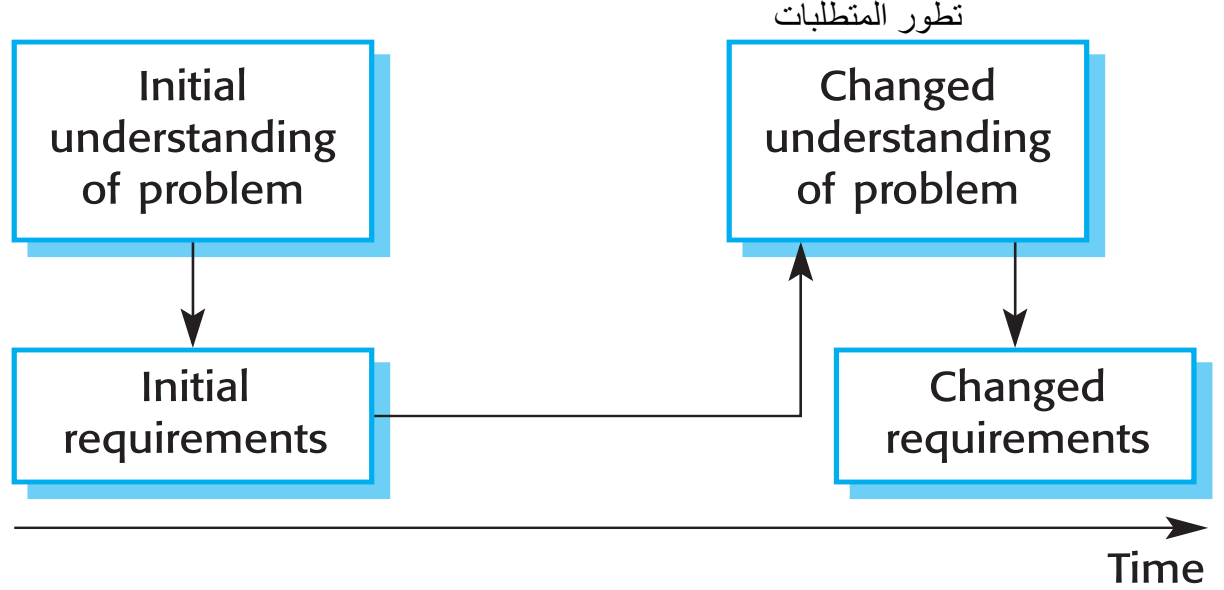 تطور المتطلبات
Initial
understanding
of problem
Changed
understanding
of problem
Initial
requirements
Changed
requirements
Time